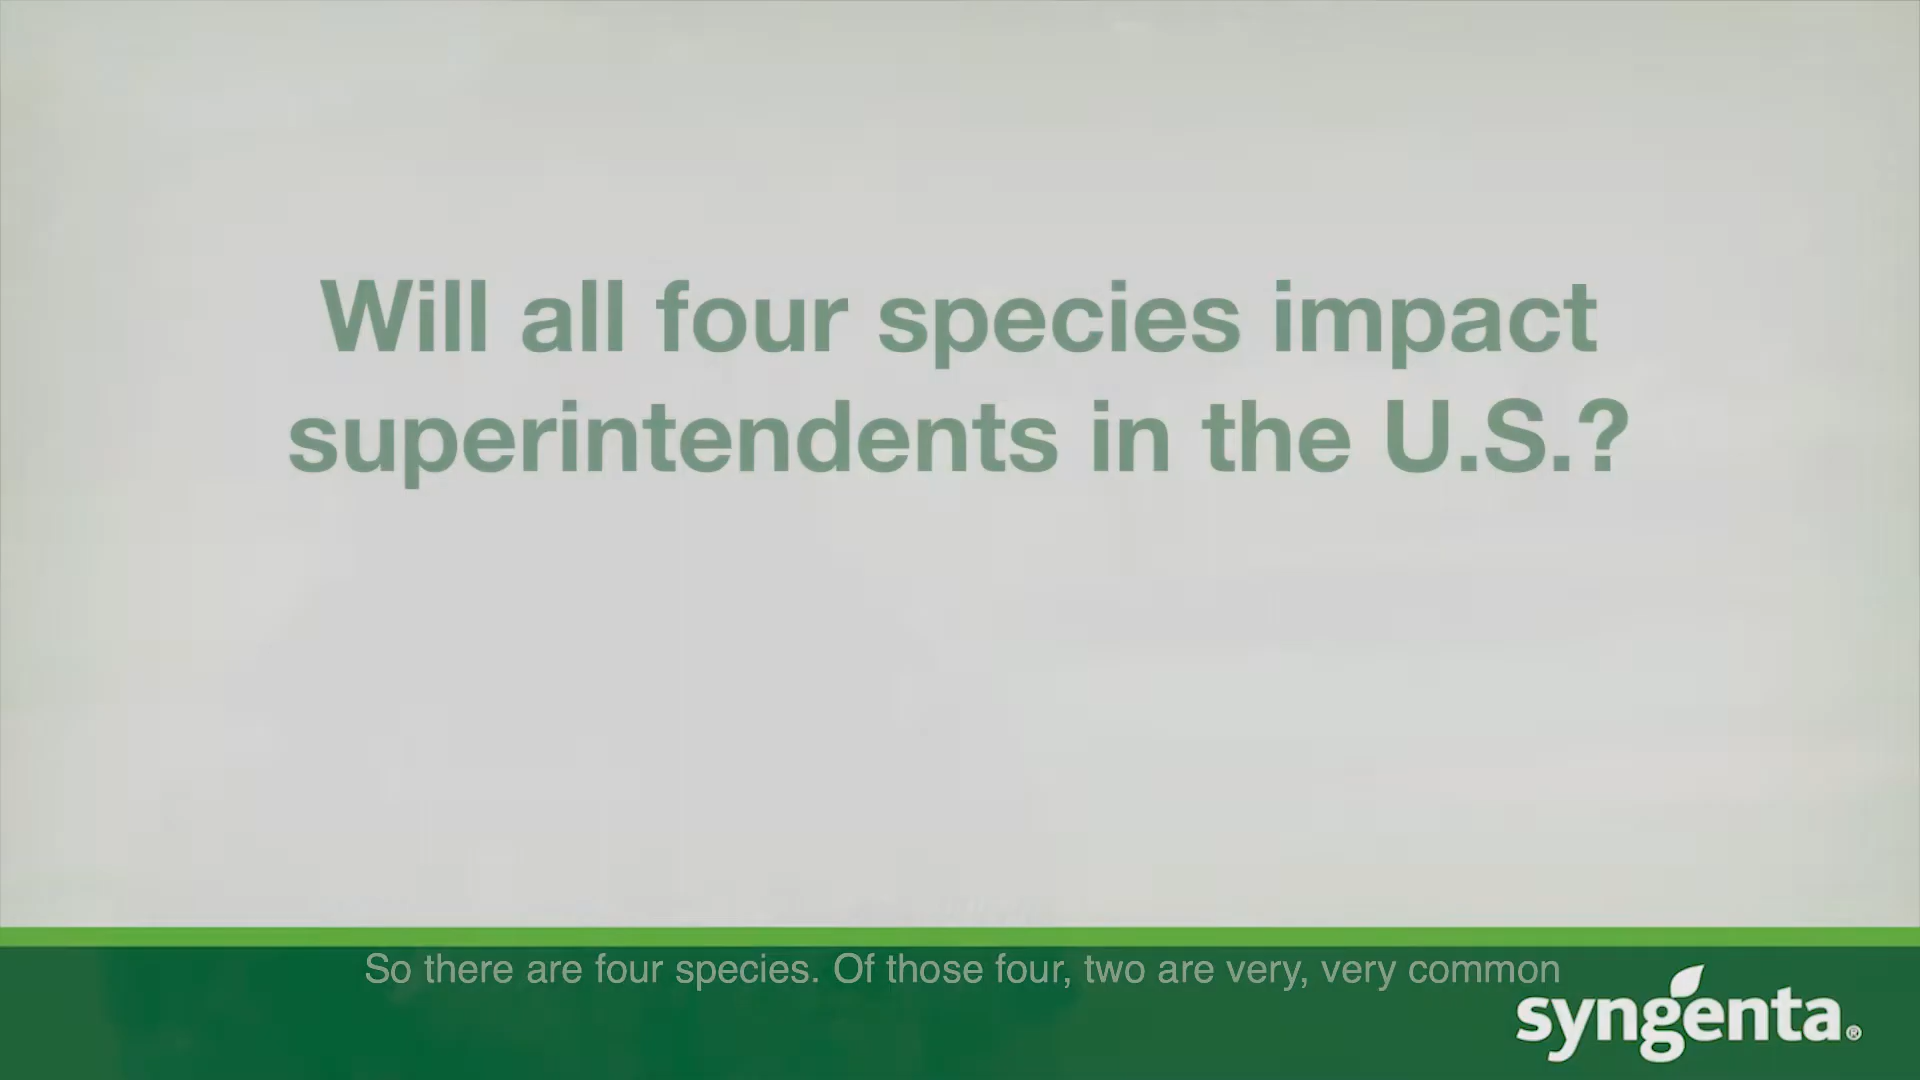 Will all four species impact
superintendents in the U.S.?
So there are four species. Of those four, two are very, very common
syngenta®